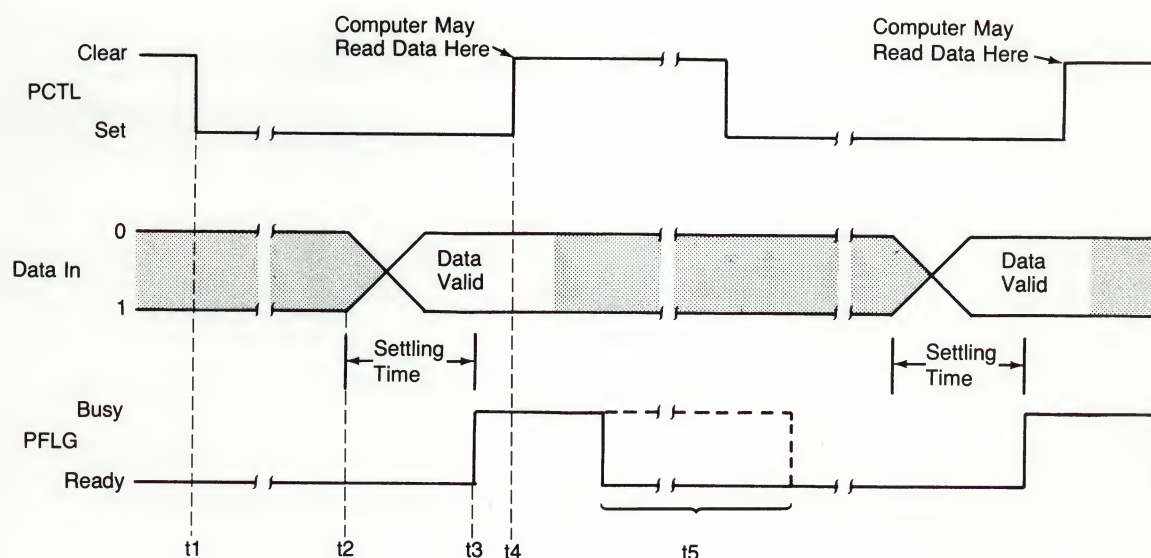 Computer May
Read Data Here
Computer May
Read Data Here
Clear
PCTL
Set
0
Data In
1
Data
Valid
Data
Valid
Settling
Time
Settling
Time
Busy
PFLG
Ready
t1
t2
t3
t4
t5